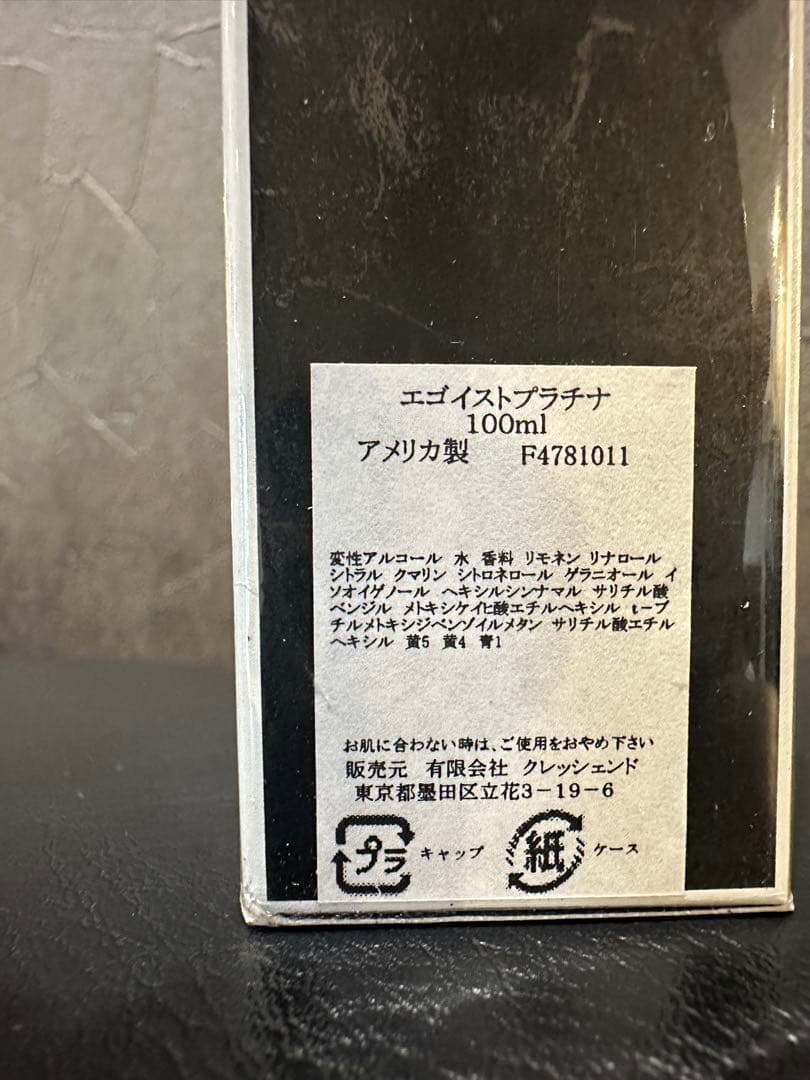 エゴイストプラチナ
100ml
アメリカ製 F4781011
変性アルコール 水 香料 リモネン リナロール
シトラル クマリン シトロネロール ゲラニオール イ
ソオイゲノール ヘキシルシンナマル サリチル酸
ベンジル メトキシケイヒ酸エチルヘキシル t-ブ
チルメトキシジベンゾイルメタン サリチル酸エチル
ヘキシル 黄5 黄4 青1
お肌に合わない時は、ご使用をおやめ下さい
販売元 有限会社 クレッシェンド
東京都墨田区立花3-19-6
プラ キャップ 紙 ケース